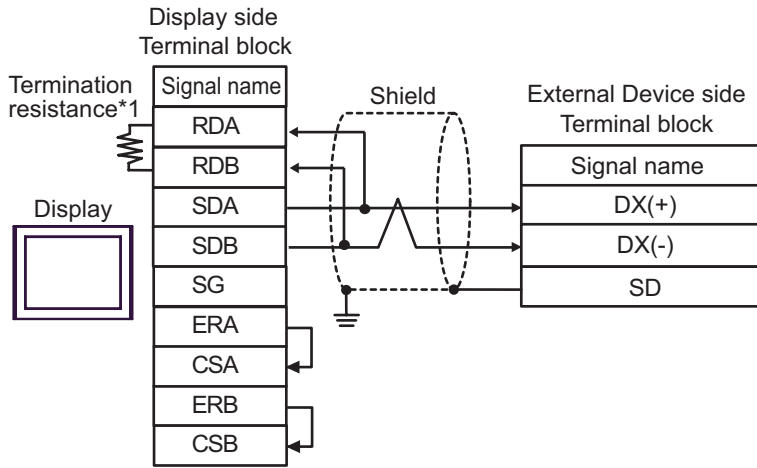 Display side
Terminal block
Termination
resistance*1
Signal name
RDA
RDB
SDA
SDB
SG
ERA
CSA
ERB
CSB
Display
Shield
External Device side
Terminal block
Signal name
DX(+)
DX(-)
SD